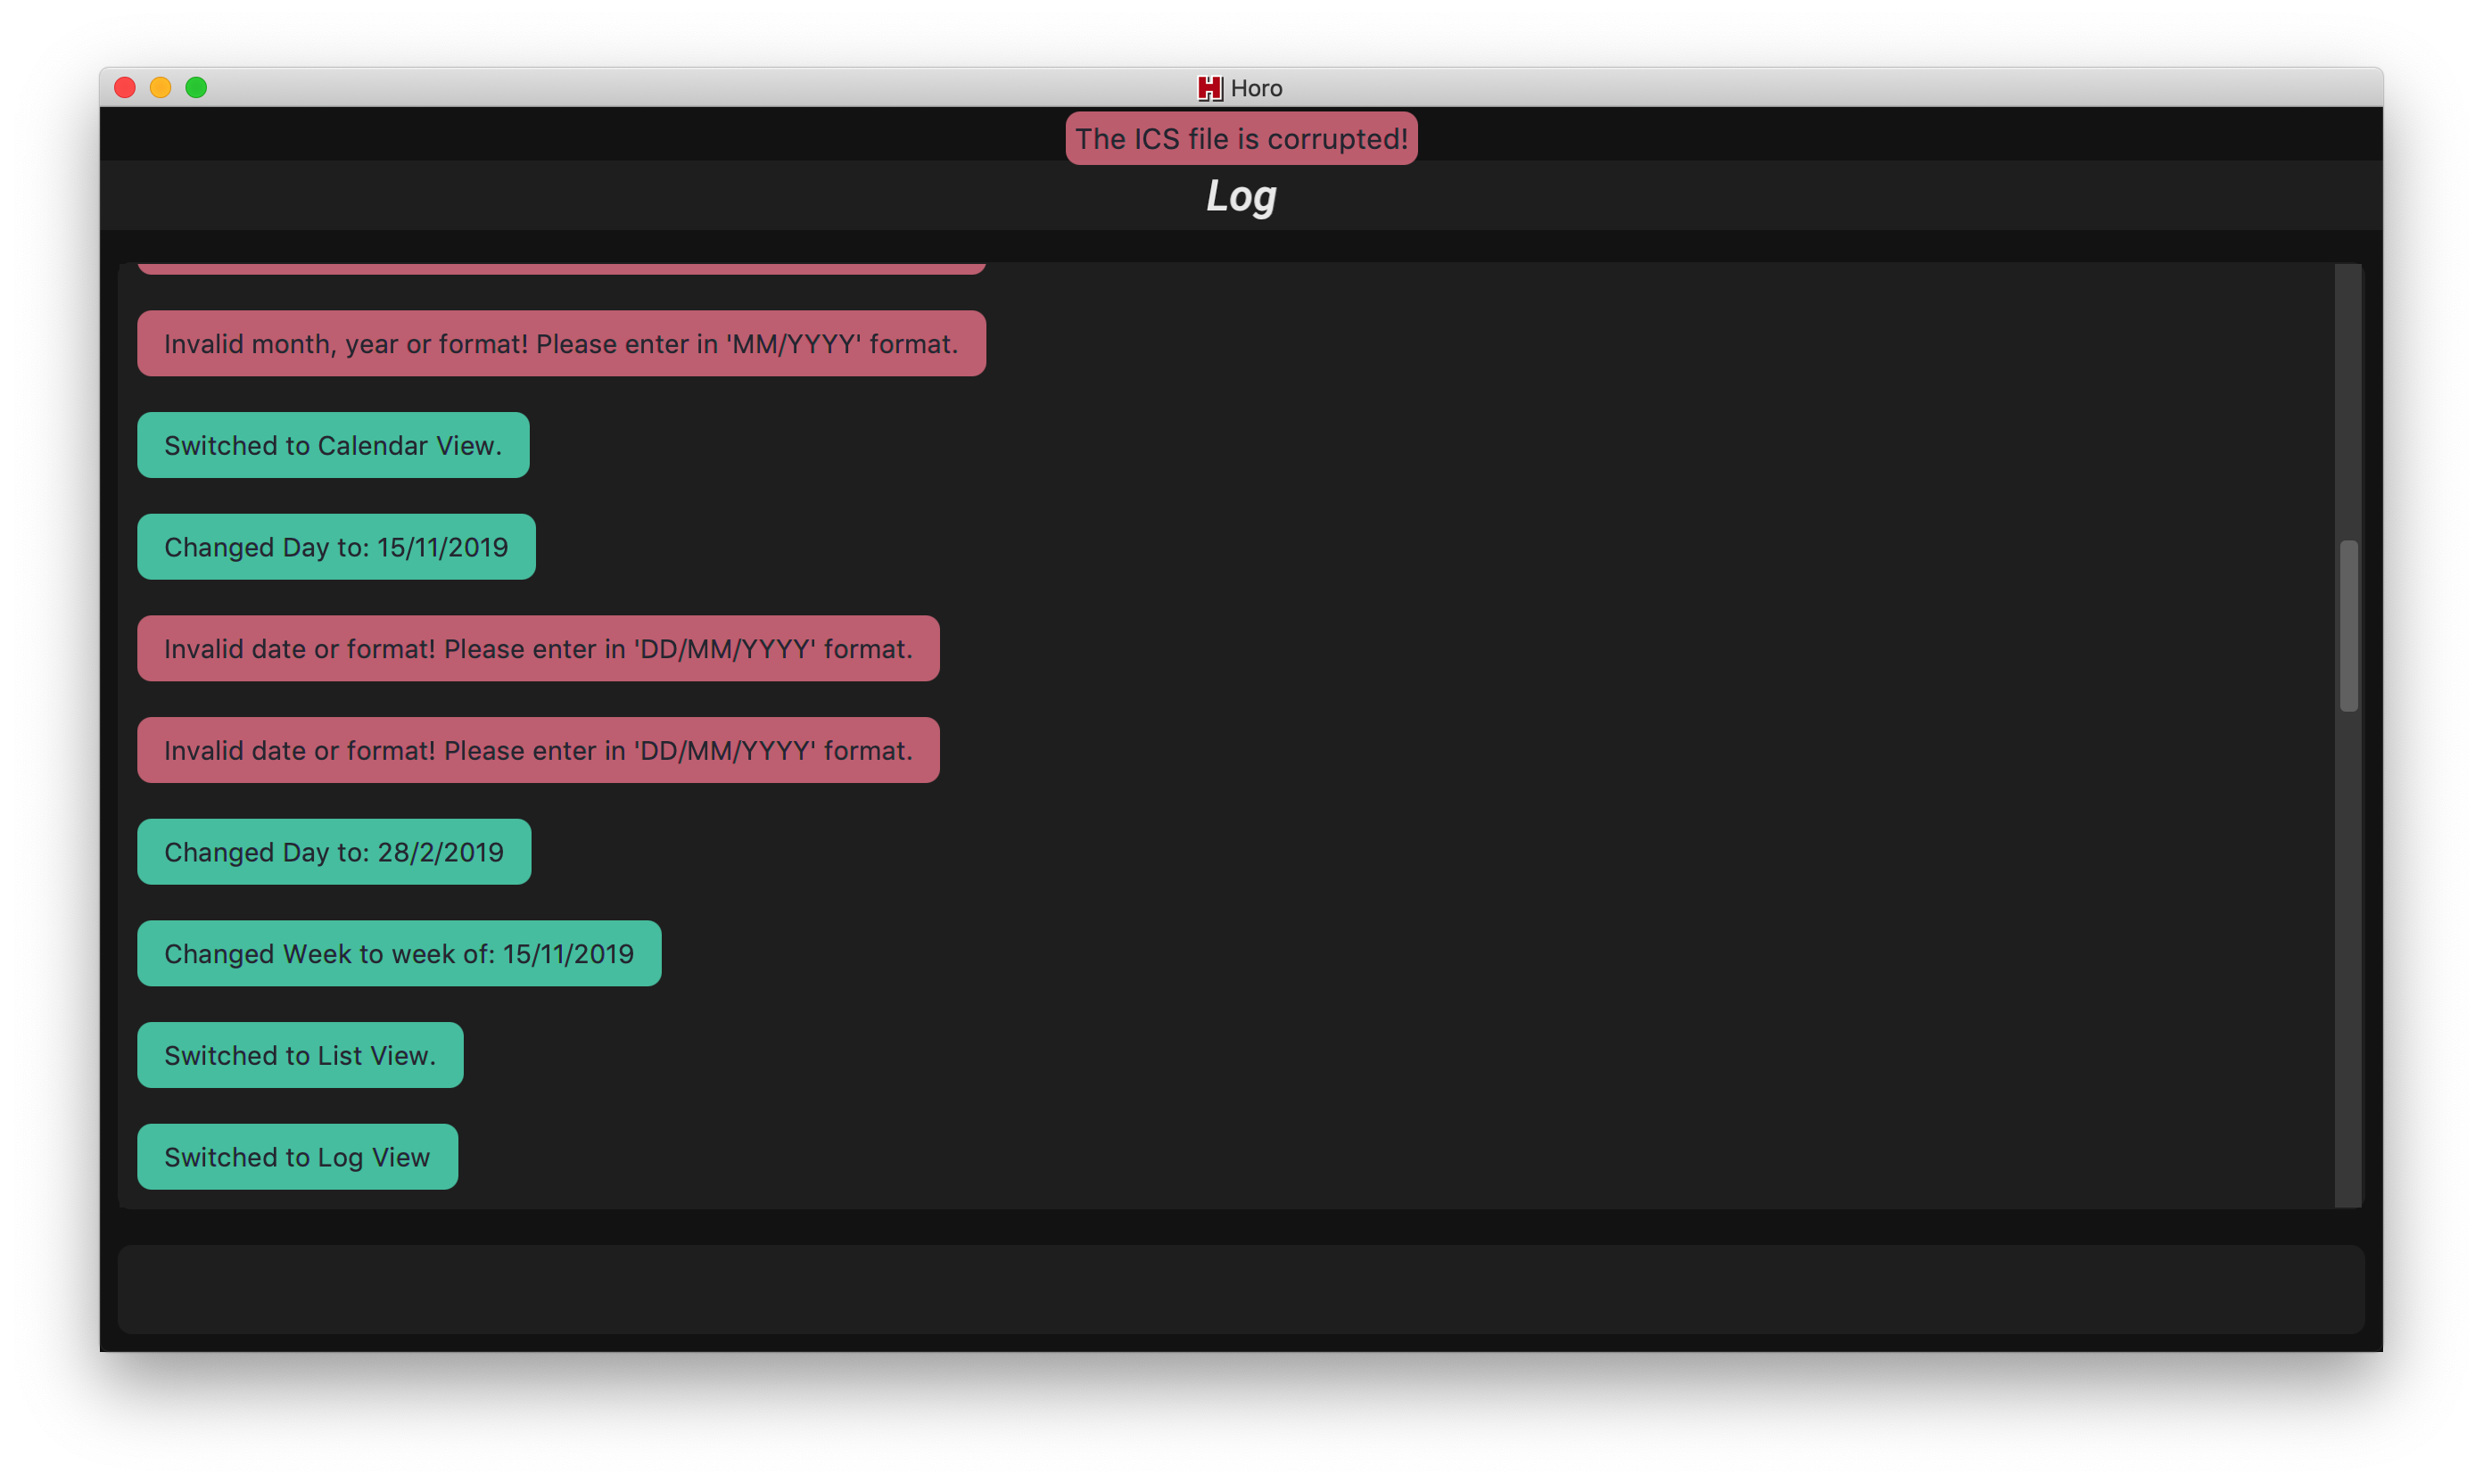 Horo
The ICS file is corrupted!
Log
Invalid month, year or format! Please enter in 'MM/YYYY' format.
Switched to Calendar View.
Changed Day to: 15/11/2019
Invalid date or format! Please enter in 'DD/MM/YYYY' format.
Invalid date or format! Please enter in 'DD/MM/YYYY' format.
Changed Day to: 28/2/2019
Changed Week to week of: 15/11/2019
Switched to List View.
Switched to Log View